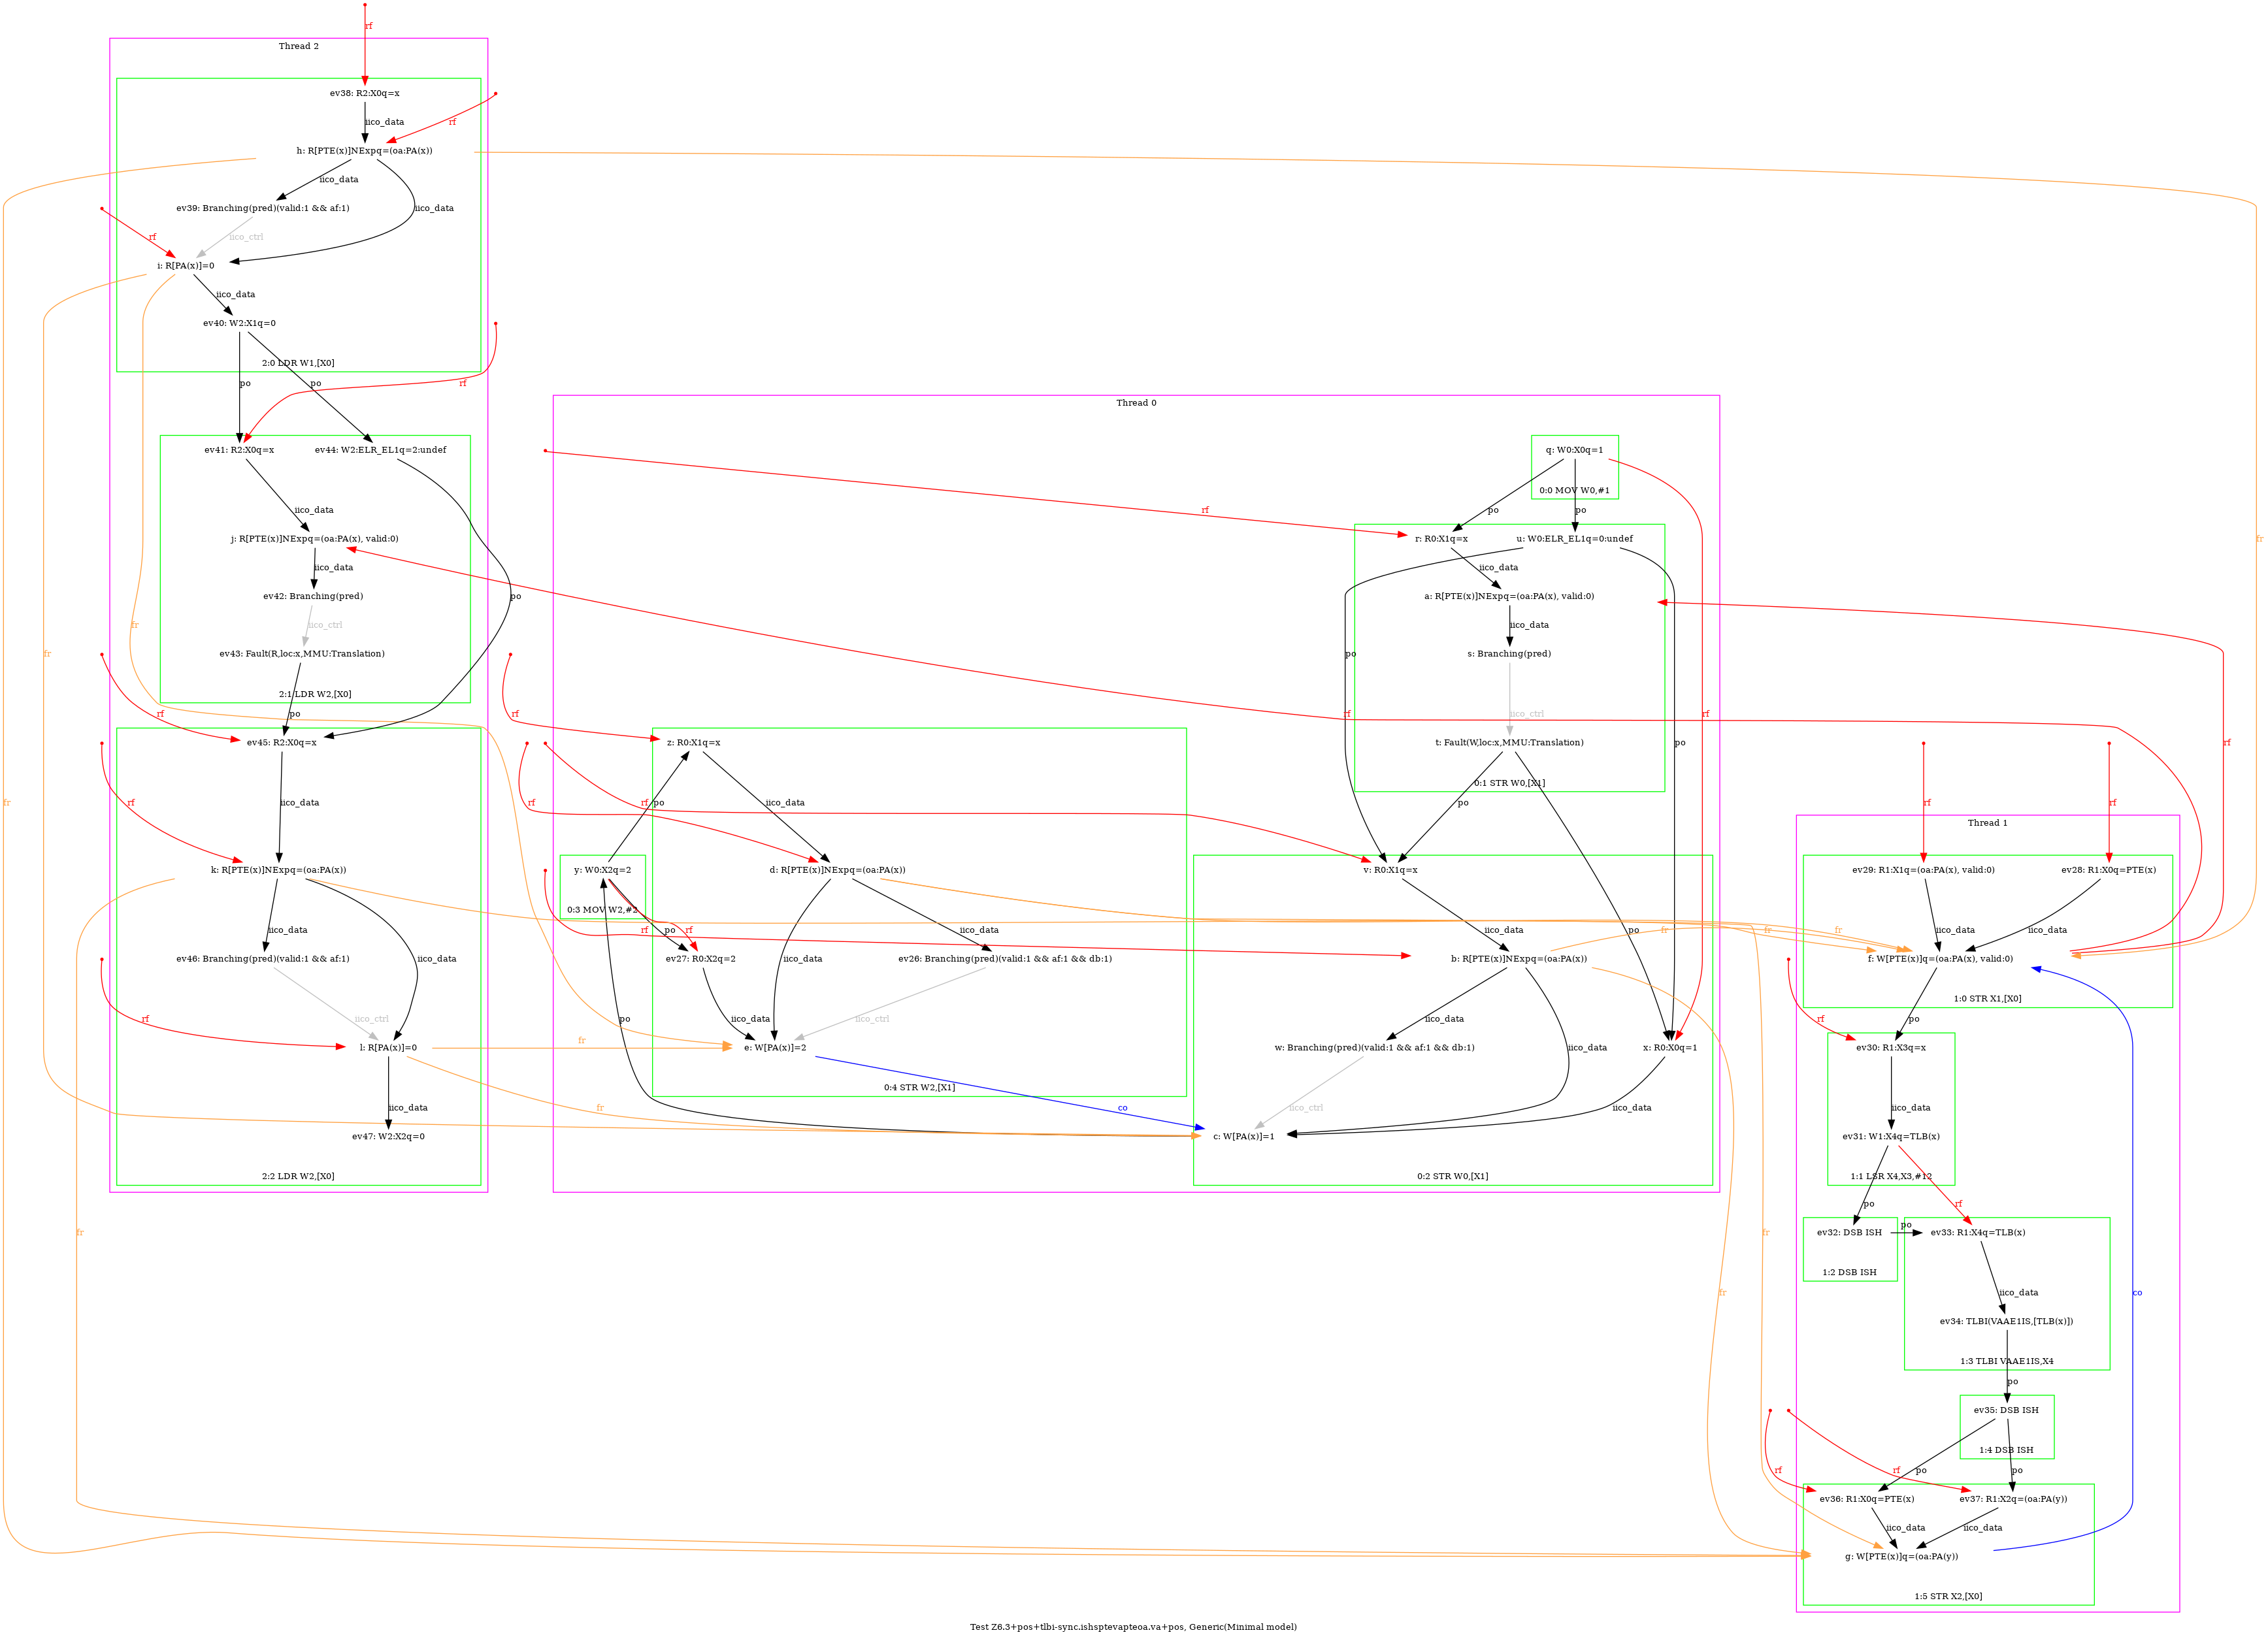 rf
Thread 2
ev38: R2:X0q=x
iico_data
rf
h: R[PTE(x)]NExpq=(oa:PA(x))
iico_data
ev39: Branching(pred)(valid:1 && af:1)
iico_data
rf
iico_ctrl
i: R[PA(x)]=0
iico_data
ev40: W2:X1q=0
2:0 LDR W1,[X0]
po
po
rf
fr
Thread 0
ev41: R2:X0q=x
ev44: W2:ELR_EL1q=2:undef
q: W0:X0q=1
0:0 MOV W0,#1
iico_data
rf
po
po
j: R[PTE(x)]NExpq=(oa:PA(x), valid:0)
r: R0:X1q=x
u: W0:ELR_EL1q=0:undef
iico_data
iico_data
ev42: Branching(pred)
po
a: R[PTE(x)]NExpq=(oa:PA(x), valid:0)
fr
iico_ctrl
iico_data
fr
ev43: Fault(R,loc:x,MMU:Translation)
po
s: Branching(pred)
2:1 LDR W2,[X0]
rf
po
rf
rf
iico_ctrl
rf
po
rf
ev45: R2:X0q=x
z: R0:X1q=x
t: Fault(W,loc:x,MMU:Translation)
0:1 STR W0,[X1]
fr
rf
iico_data
rf
rf
po
iico_data
po
rf
rf
Thread 1
k: R[PTE(x)]NExpq=(oa:PA(x))
y: W0:X2q=2
d: R[PTE(x)]NExpq=(oa:PA(x))
v: R0:X1q=x
ev29: R1:X1q=(oa:PA(x), valid:0)
ev28: R1:X0q=PTE(x)
0:3 MOV W2,#2
iico_data
po
rf
rf
iico_data
iico_data
po
fr
fr
fr
iico_data
iico_data
ev46: Branching(pred)(valid:1 && af:1)
iico_data
ev27: R0:X2q=2
ev26: Branching(pred)(valid:1 && af:1 && db:1)
b: R[PTE(x)]NExpq=(oa:PA(x))
f: W[PTE(x)]q=(oa:PA(x), valid:0)
1:0 STR X1,[X0]
rf
iico_ctrl
po
iico_data
iico_ctrl
iico_data
iico_data
rf
po
l: R[PA(x)]=0
fr
e: W[PA(x)]=2
w: Branching(pred)(valid:1 && af:1 && db:1)
x: R0:X0q=1
ev30: R1:X3q=x
0:4 STR W2,[X1]
iico_data
fr
co
iico_ctrl
iico_data
iico_data
ev47: W2:X2q=0
c: W[PA(x)]=1
ev31: W1:X4q=TLB(x)
2:2 LDR W2,[X0]
0:2 STR W0,[X1]
1:1 LSR X4,X3,#12
po
rf
fr
fr
ev32: DSB ISH
po
ev33: R1:X4q=TLB(x)
1:2 DSB ISH
fr
iico_data
co
ev34: TLBI(VAAE1IS,[TLB(x)])
1:3 TLBI VAAE1IS,X4
po
ev35: DSB ISH
1:4 DSB ISH
rf
rf
po
po
ev36: R1:X0q=PTE(x)
ev37: R1:X2q=(oa:PA(y))
iico_data
iico_data
g: W[PTE(x)]q=(oa:PA(y))
1:5 STR X2,[X0]
Test Z6.3+pos+tlbi-sync.ishsptevapteoa.va+pos, Generic(Minimal model)